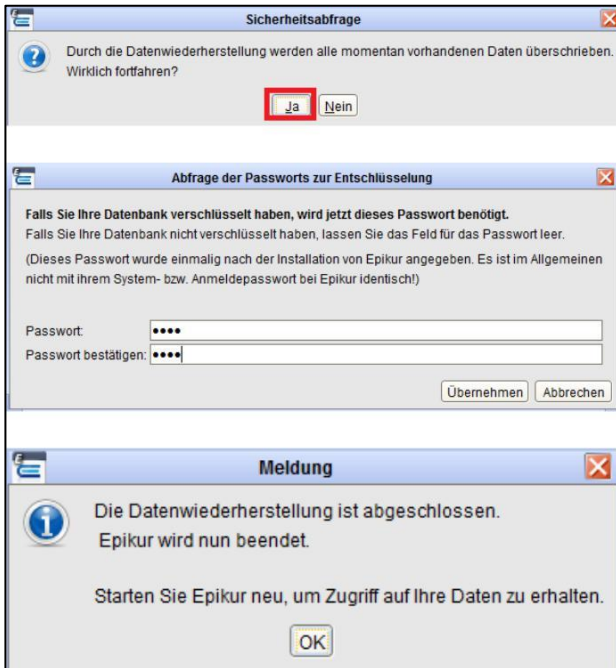 Sicherheitsabfrage
Durch die Datenwiederherstellung werden alle momentan vorhandenen Daten überschrieben.
Wirklich fortfahren?
Ja Nein
Abfrage der Passworts zur Entschlüsselung
Falls Sie Ihre Datenbank verschlüsselt haben, wird jetzt dieses Passwort benötigt.
Falls Sie Ihre Datenbank nicht verschlüsselt haben, lassen Sie das Feld für das Passwort leer.
(Dieses Passwort wurde einmalig nach der Installation von Epikur angegeben. Es ist im Allgemeinen
nicht mit ihrem System- bzw. Anmeldepasswort bei Epikur identisch!)
Passwort: ••••
Passwort bestätigen: ••••
Übernehmen Abbrechen
Meldung
Die Datenwiederherstellung ist abgeschlossen.
Epikur wird nun beendet.
Starten Sie Epikur neu, um Zugriff auf Ihre Daten zu erhalten.
OK